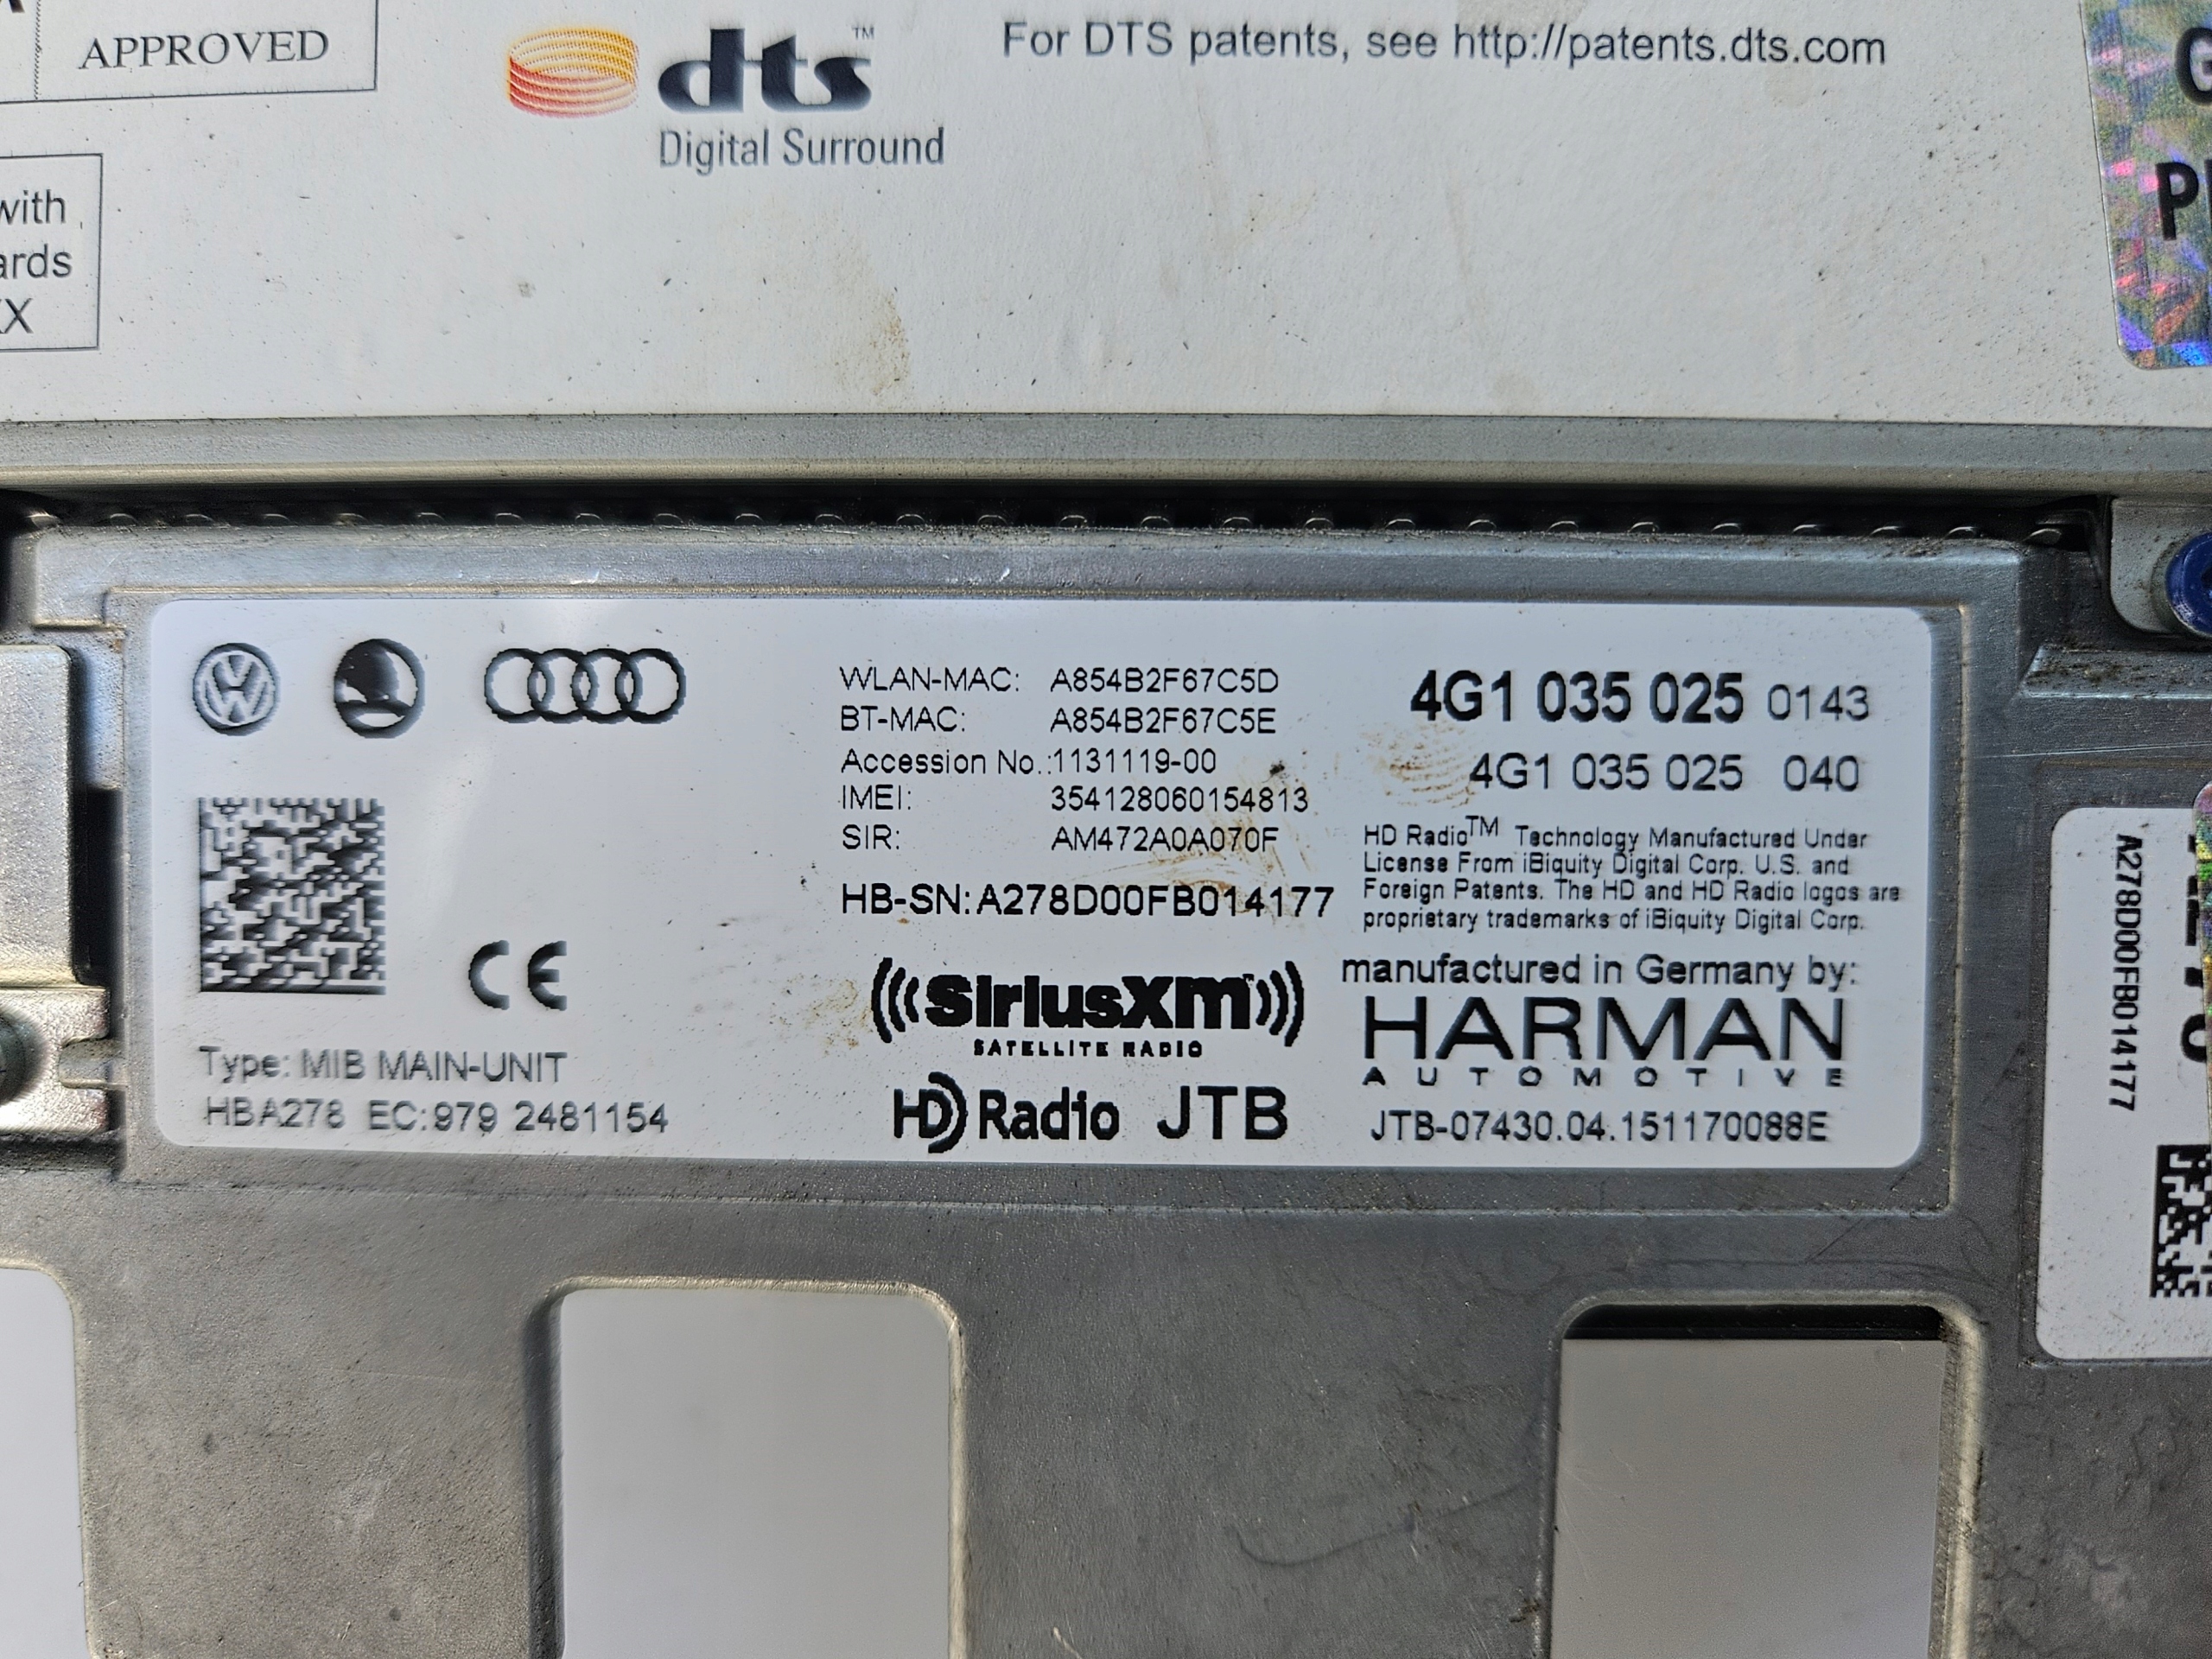 APPROVED
dts™
Digital Surround
For DTS patents, see http://patents.dts.com
with
ards
X
WLAN-MAC: A854B2F67C5D
BT-MAC: A854B2F67C5E
Accession No.:1131119-00
IMEI: 354128060154813
SIR: AM472A0A070F
HB-SN:A278D00FB014177
4G1 035 025 0143
4G1 035 025 040
HD Radio™ Technology Manufactured Under
License From iBiquity Digital Corp. U.S. and
Foreign Patents. The HD and HD Radio logos are
proprietary trademarks of iBiquity Digital Corp.
CE
Type: MIB MAIN-UNIT
HBA278 EC:979 2481154
SiriusXM
SATELLITE RADIO
HD Radio JTB
manufactured in Germany by:
HARMAN
AUTOMOTIVE
JTB-07430.04.151170088E
A278D00FB014177